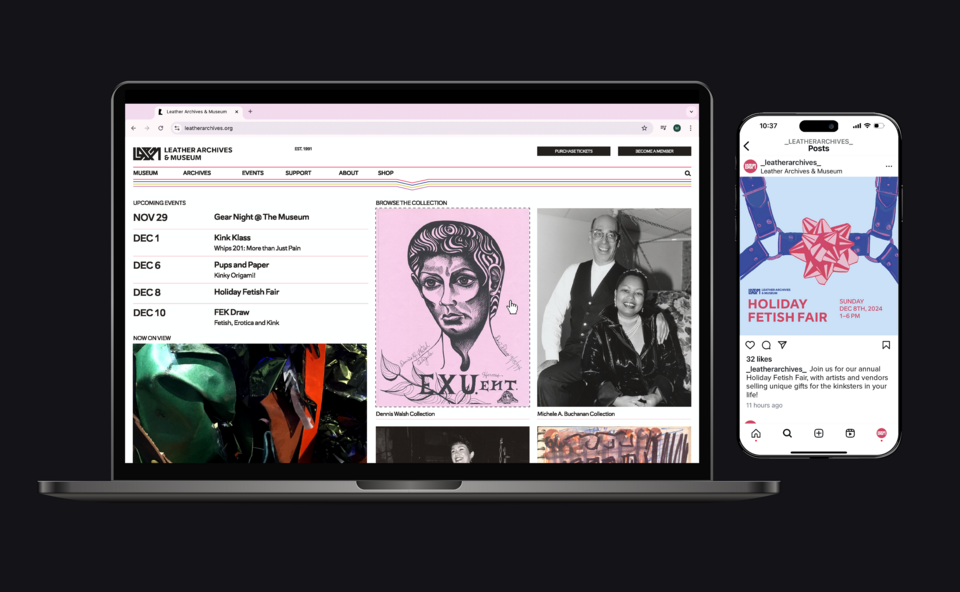 Leather Archives & Museum
leatherarchives.org
LEATHER ARCHIVES
& MUSEUM
EST. 1991
PURCHASE TICKETS
BECOME A MEMBER
MUSEUM ARCHIVES EVENTS SUPPORT ABOUT SHOP
UPCOMING EVENTS
NOV 29 Gear Night @ The Museum
DEC 1 Kink Klass
Whips 201: More than Just Pain
DEC 6 Pups and Paper
Kinky Origami!
DEC 8 Holiday Fetish Fair
DEC 10 FEK Draw
Fetish, Erotics and Kink
NOW ON VIEW
BROWSE THE COLLECTION
EXU.ENT.
Dennis Walsh Collection
Michele A. Buchanan Collection
10:37
_LEATHERARCHIVES_
Posts
_leatherarchives_
Leather Archives & Museum
LEATHER ARCHIVES
& MUSEUM
HOLIDAY
FETISH FAIR
SUNDAY
DEC 8TH, 2024
1–6 PM
32 likes
_leatherarchives_ Join us for our annual
Holiday Fetish Fair, with artists and vendors
selling unique gifts for the kinksters in your
life!
11 hours ago